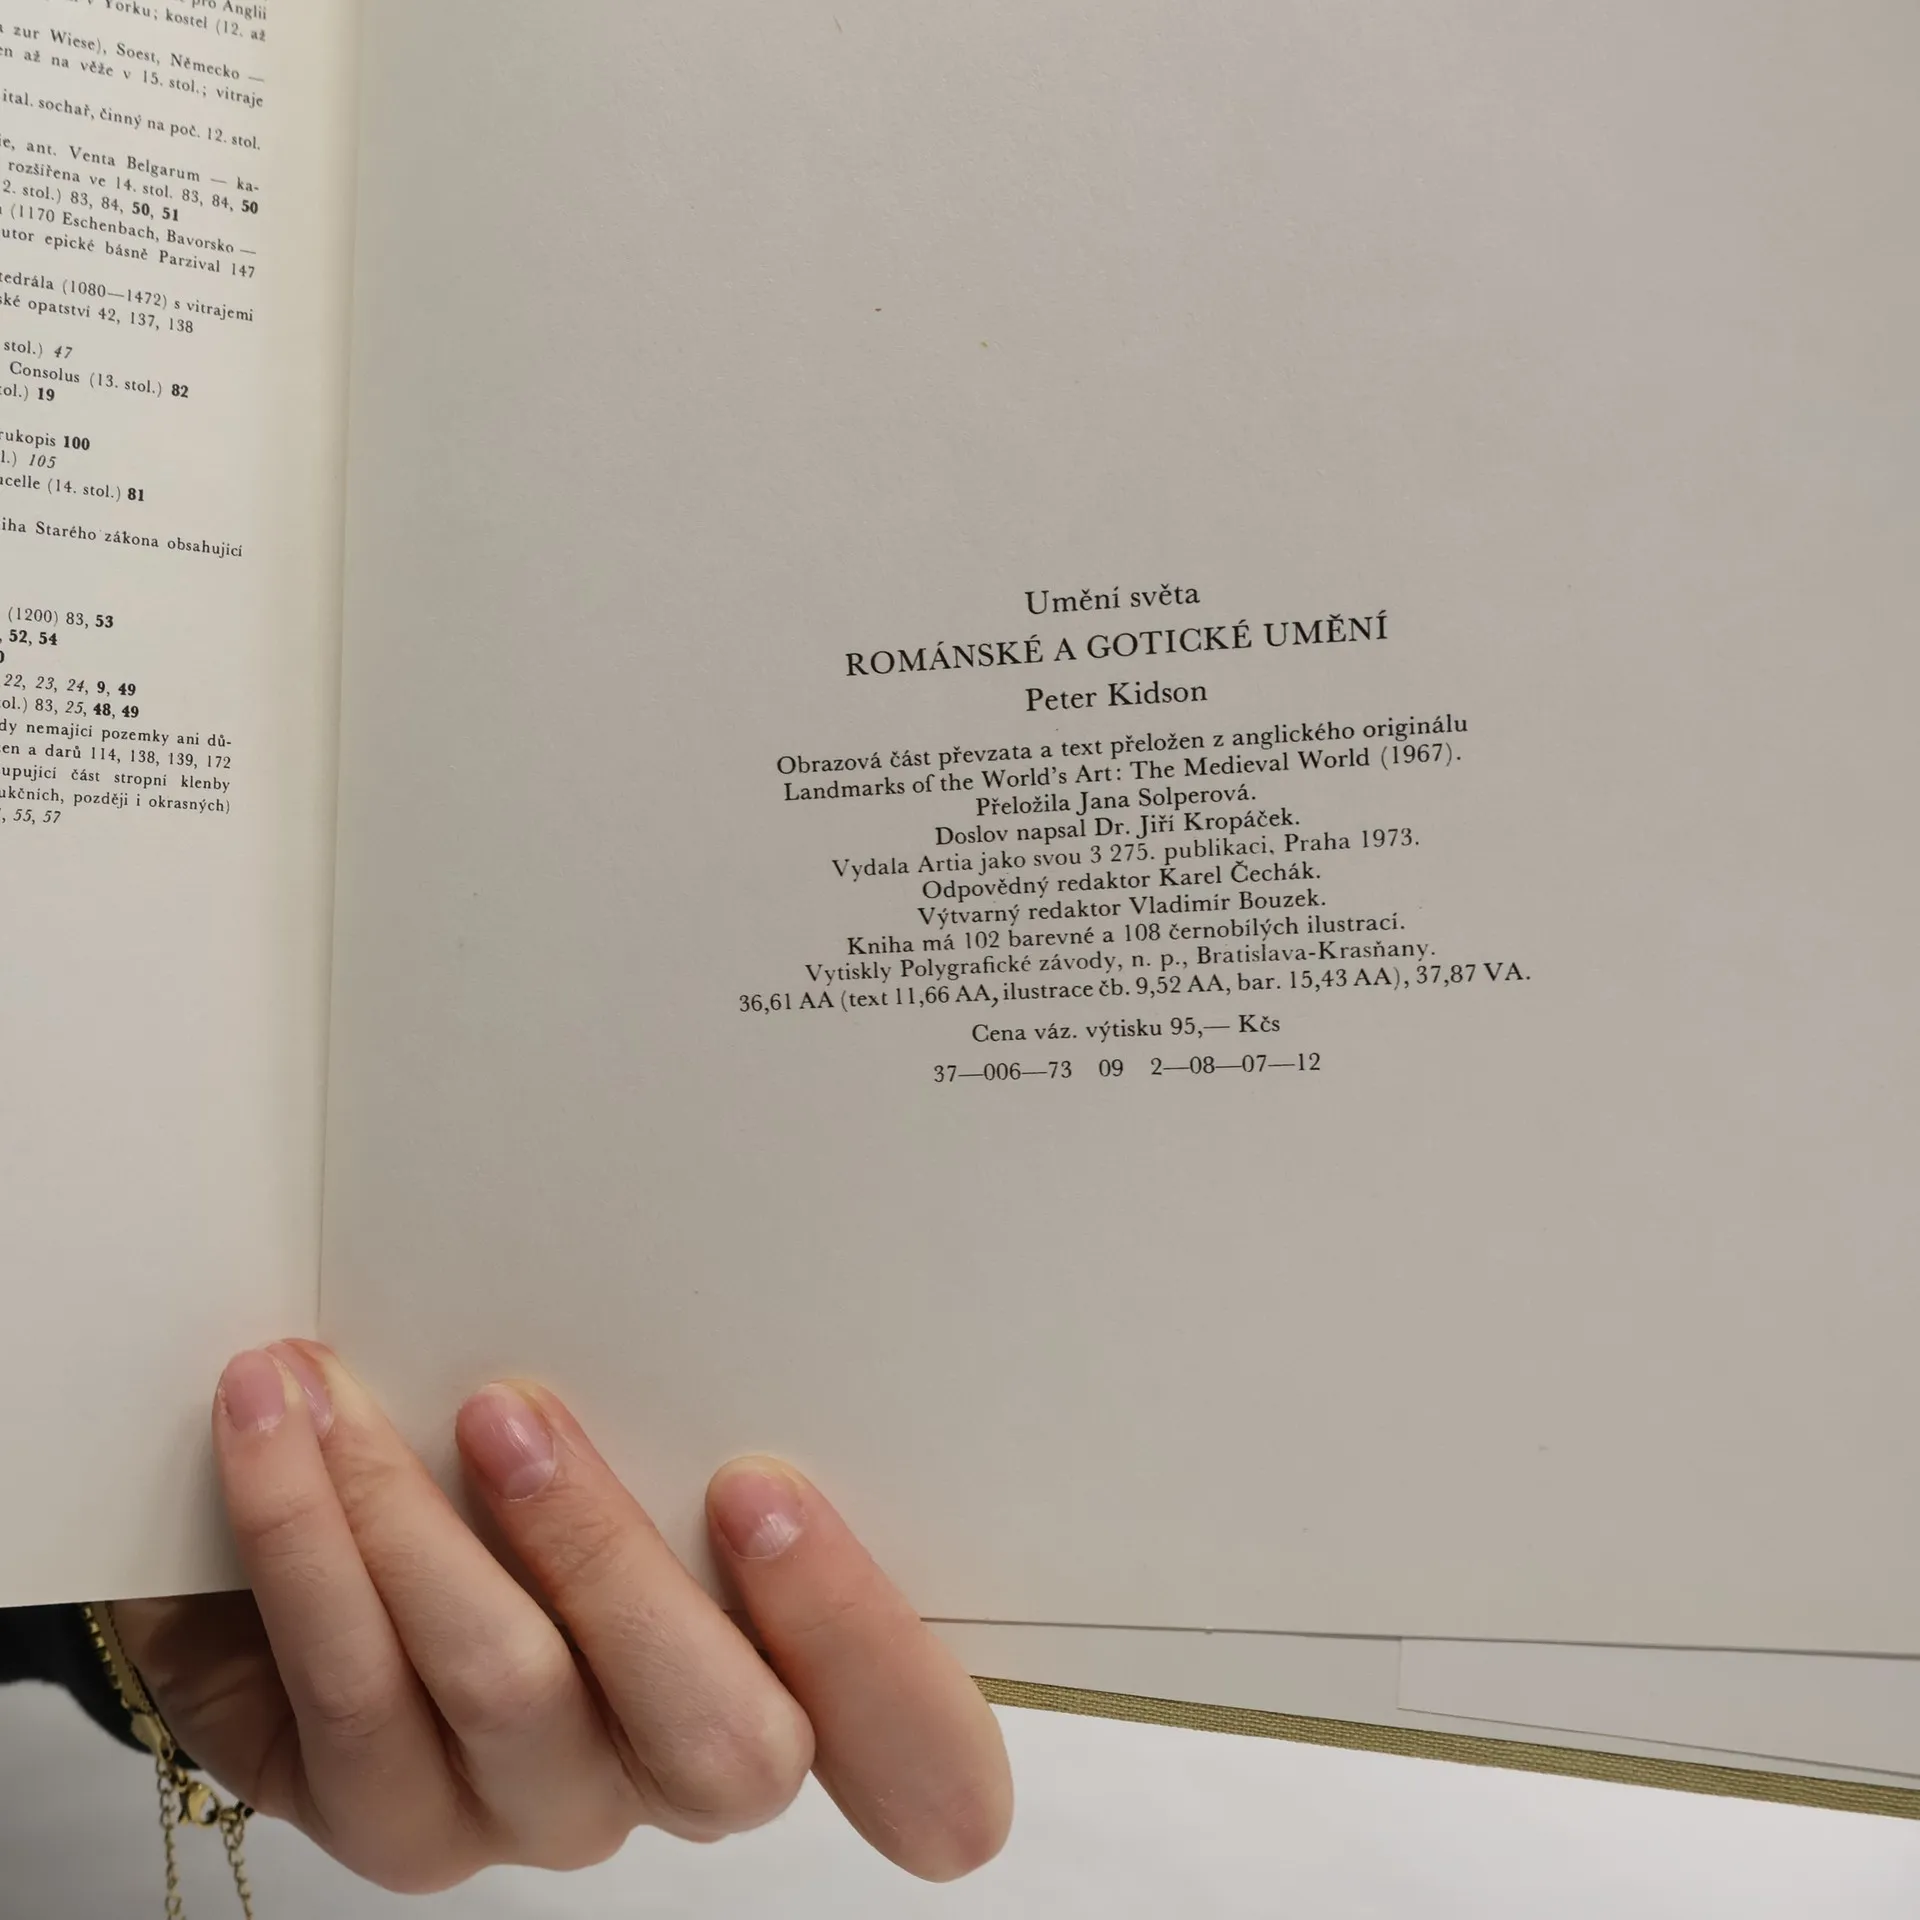 pro Anglii
v Yorku; kostel (12. až
zur Wiese), Soest, Německo —
až na věže v 15. stol.; vitraje
ital. sochař, činný na poč. 12. stol.
ant. Venta Belgarum — ka-
rozšířena ve 14. stol. 83, 84, 50
2. stol.) 83, 84, 50, 51
(1170 Eschenbach, Bavorsko —
utor epické básně Parzival 147
tedrála (1080—1472) s vitrajemi
ské opatství 42, 137, 138
stol.) 47
Consolus (13. stol.) 82
tol.) 19
rukopis 100
l.) 105
ucelle (14. stol.) 81
iha Starého zákona obsahující
(1200) 83, 53
, 52, 54
22, 23, 24, 9, 49
ol.) 83, 25, 48, 49
dy nemající pozemky ani dů-
en a darů 114, 138, 139, 172
upující část stropní klenby
ukčních, později i okrasných)
, 55, 57
Umění světa
ROMÁNSKÉ A GOTICKÉ UMĚNÍ
Peter Kidson
Obrazová část převzata a text přeložen z anglického originálu
Landmarks of the World's Art: The Medieval World (1967).
Přeložila Jana Solperová.
Doslov napsal Dr. Jiří Kropáček.
Vydala Artia jako svou 3 275. publikaci, Praha 1973.
Odpovědný redaktor Karel Čechák.
Výtvarný redaktor Vladimír Bouzek.
Kniha má 102 barevné a 108 černobílých ilustrací.
Vytiskly Polygrafické závody, n. p., Bratislava-Krasňany.
36,61 AA (text 11,66 AA, ilustrace čb. 9,52 AA, bar. 15,43 AA), 37,87 VA.
Cena váz. výtisku 95,— Kčs
37—006—73 09 2—08—07—12